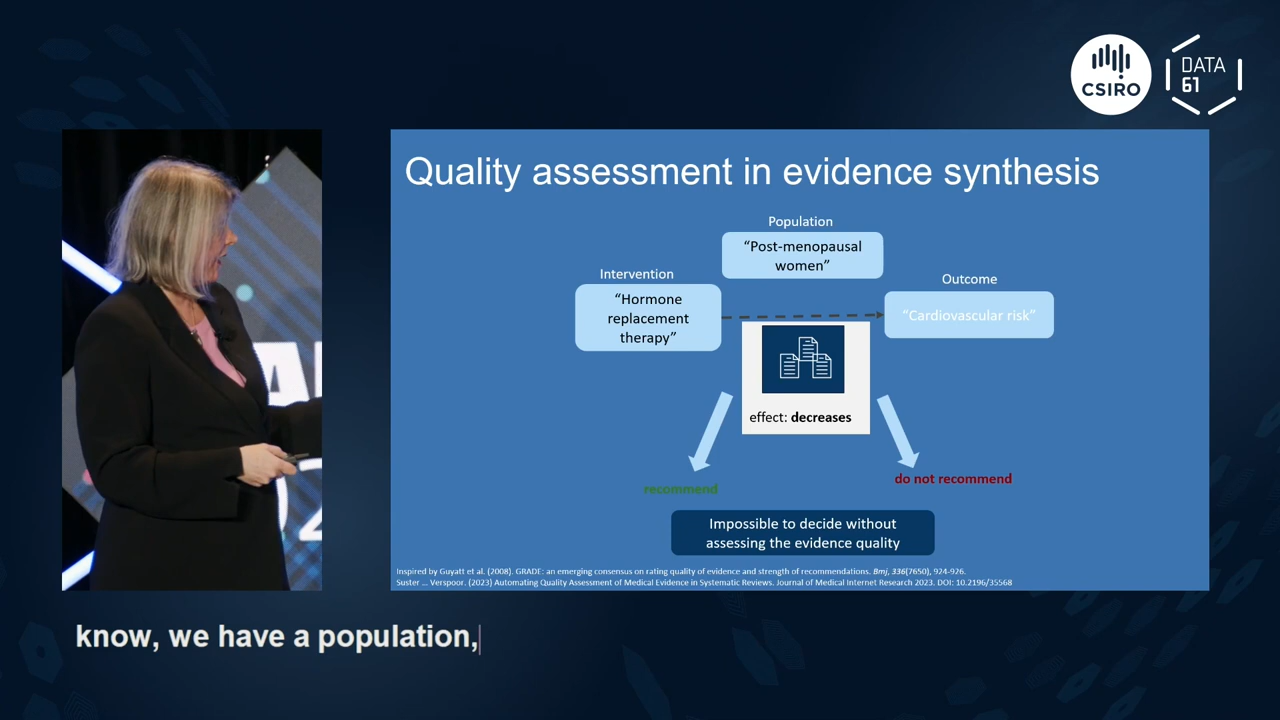 CSIRO
DATA
61
Quality assessment in evidence synthesis
Population
“Post-menopausal
women”
Intervention
“Hormone
replacement
therapy”
Outcome
“Cardiovascular risk”
effect: decreases
recommend
do not recommend
Impossible to decide without
assessing the evidence quality
Inspired by Guyatt et al. (2008). GRADE: an emerging consensus on rating quality of evidence and strength of recommendations. Bmj, 336(7650), 924-926.
Suster ... Verspoor. (2023) Automating Quality Assessment of Medical Evidence in Systematic Reviews. Journal of Medical Internet Research 2023. DOI: 10.2196/35568
know, we have a population,